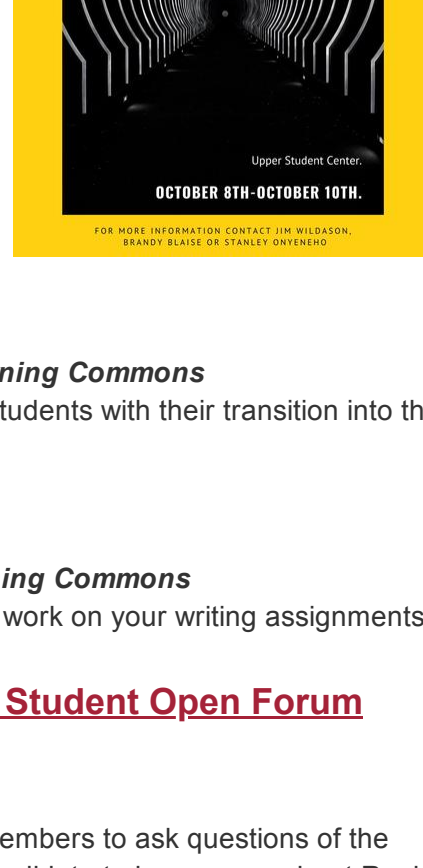 Upper Student Center.
OCTOBER 8TH-OCTOBER 10TH.
FOR MORE INFORMATION CONTACT JIM WILDASON,
BRANDY BLAISE OR STANLEY ONYENEHO
ning Commons
tudents with their transition into th
ing Commons
work on your writing assignments
Student Open Forum
embers to ask questions of the